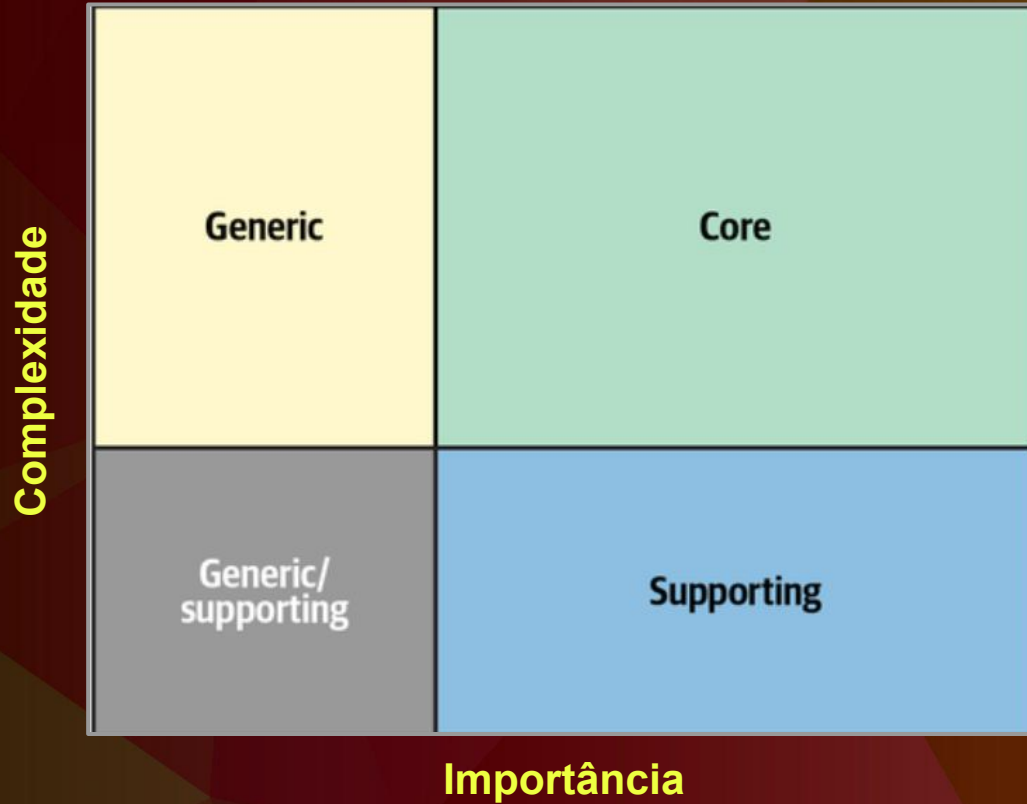 Complexidade
Generic
Core
Generic/
supporting
Supporting
Importância